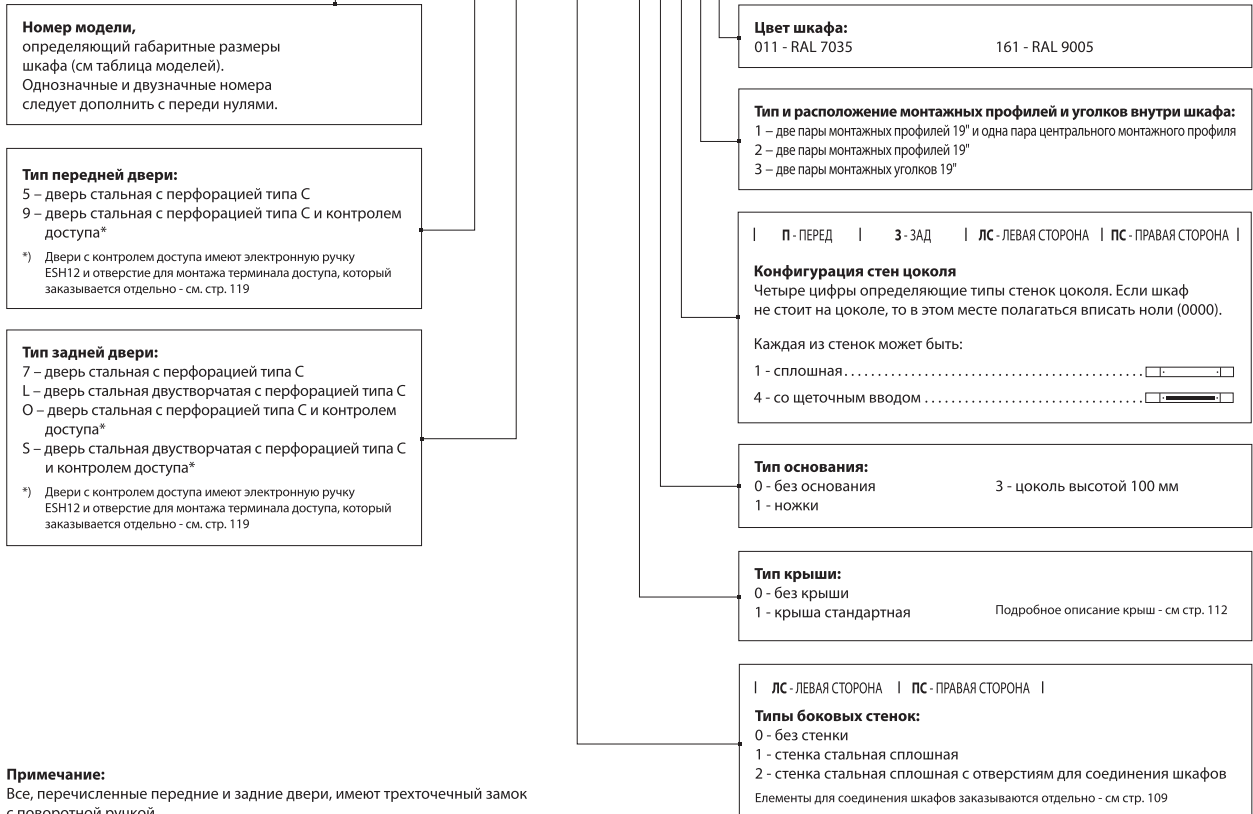 Номер модели,
определяющий габаритные размеры
шкафа (см таблица моделей).
Однозначные и двузначные номера
следует дополнить с переди нулями.
Тип передней двери:
5 – дверь стальная с перфорацией типа C
9 – дверь стальная с перфорацией типа C и контролем
доступа*
*) Двери с контролем доступа имеют электронную ручку
ESH12 и отверстие для монтажа терминала доступа, который
заказывается отдельно - см. стр. 119
Тип задней двери:
7 – дверь стальная с перфорацией типа C
L – дверь стальная двустворчатая с перфорацией типа C
O – дверь стальная с перфорацией типа C и контролем
доступа*
S – дверь стальная двустворчатая с перфорацией типа C
и контролем доступа*
*) Двери с контролем доступа имеют электронную ручку
ESH12 и отверстие для монтажа терминала доступа, который
заказывается отдельно - см. стр. 119
Примечание:
Все, перечисленные передние и задние двери, имеют трехточечный замок
с поворотной ручкой
Цвет шкафа:
011 - RAL 7035 161 - RAL 9005
Тип и расположение монтажных профилей и уголков внутри шкафа:
1 – две пары монтажных профилей 19" и одна пара центрального монтажного профиля
2 – две пары монтажных профилей 19"
3 – две пары монтажных уголков 19"
| П - ПЕРЕД | З - ЗАД | ЛС - ЛЕВАЯ СТОРОНА | ПС - ПРАВАЯ СТОРОНА |
Конфигурация стен цоколя
Четыре цифры определяющие типы стенок цоколя. Если шкаф
не стоит на цоколе, то в этом месте полагаться вписать ноли (0000).
Каждая из стенок может быть:
1 - сплошная
4 - со щеточным вводом
Тип основания:
0 - без основания 3 - цоколь высотой 100 мм
1 - ножки
Тип крыши:
0 - без крыши
1 - крыша стандартная Подробное описание крыш - см стр. 112
| ЛС - ЛЕВАЯ СТОРОНА | ПС - ПРАВАЯ СТОРОНА |
Типы боковых стенок:
0 - без стенки
1 - стенка стальная сплошная
2 - стенка стальная сплошная с отверстиям для соединения шкафов
Елементы для соединения шкафов заказываются отдельно - см стр. 109